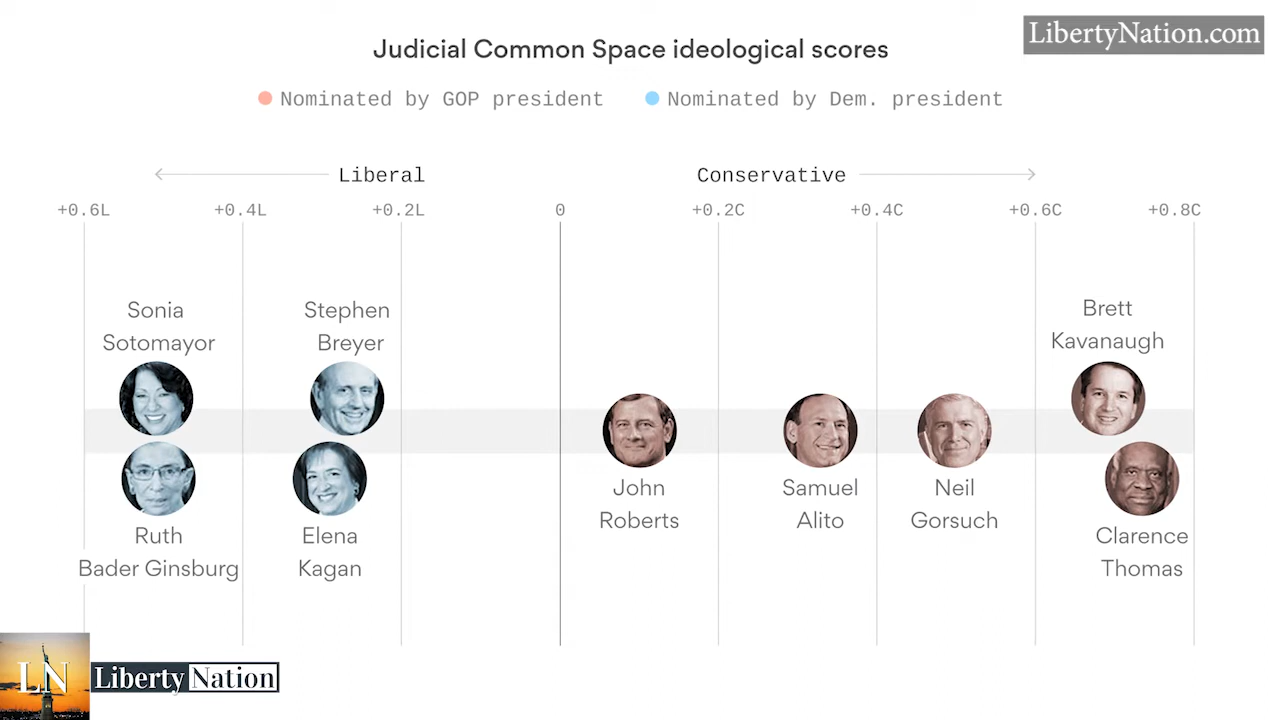 LibertyNation.com
Judicial Common Space ideological scores
Nominated by GOP president Nominated by Dem. president
Liberal Conservative
+0.6L +0.4L +0.2L 0 +0.2C +0.4C +0.6C +0.8C
Sonia
Sotomayor
Stephen
Breyer
Brett
Kavanaugh
Ruth
Bader Ginsburg
Elena
Kagan
John
Roberts
Samuel
Alito
Neil
Gorsuch
Clarence
Thomas
LN
Liberty Nation